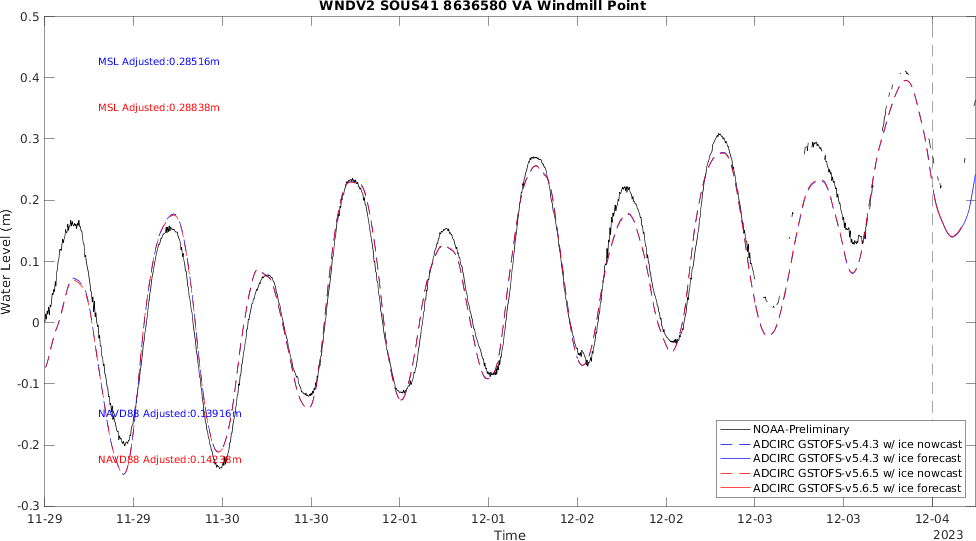 WNDV2 SOUS41 8636580 VA Windmill Point
0.5
0.4
0.3
0.2
0.1
0
-0.1
-0.2
-0.3
Water Level (m)
MSL Adjusted:0.28516m
MSL Adjusted:0.28838m
NAVD88 Adjusted:0.13916m
NAVD88 Adjusted:0.14238m
NOAA-Preliminary
ADCIRC GSTOFS-v5.4.3 w/ ice nowcast
ADCIRC GSTOFS-v5.4.3 w/ ice forecast
ADCIRC GSTOFS-v5.6.5 w/ ice nowcast
ADCIRC GSTOFS-v5.6.5 w/ ice forecast
11-29 11-29 11-30 11-30 12-01 12-01 12-02 12-02 12-03 12-03 12-04
Time
2023